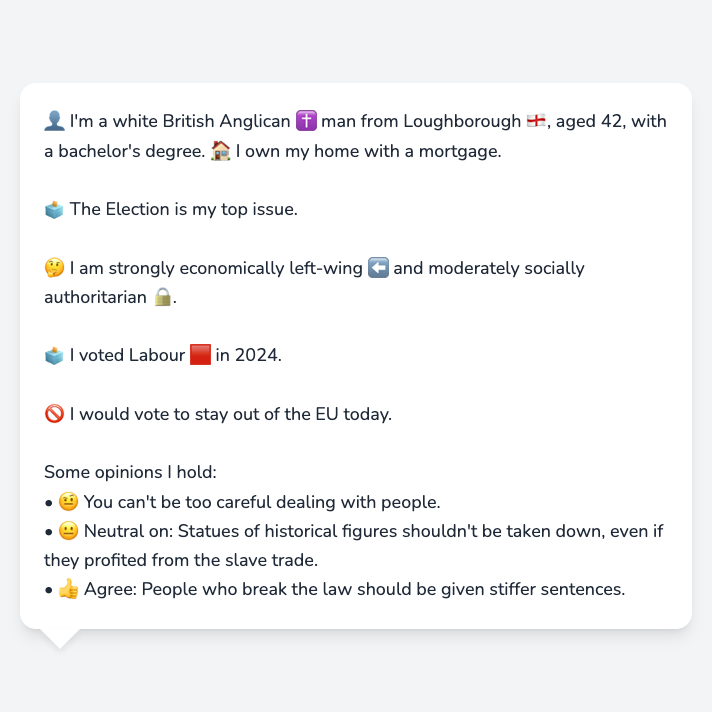 👤 I'm a white British Anglican ✝️ man from Loughborough 🏴󠁧󠁢󠁥󠁮󠁧󠁿, aged 42, with
a bachelor's degree. 🏠 I own my home with a mortgage.
🗳️ The Election is my top issue.
🤔 I am strongly economically left-wing ⬅️ and moderately socially
authoritarian 🔒.
🗳️ I voted Labour 🟥 in 2024.
🚫 I would vote to stay out of the EU today.
Some opinions I hold:
• 🤨 You can't be too careful dealing with people.
• 😐 Neutral on: Statues of historical figures shouldn't be taken down, even if
they profited from the slave trade.
• 👍 Agree: People who break the law should be given stiffer sentences.